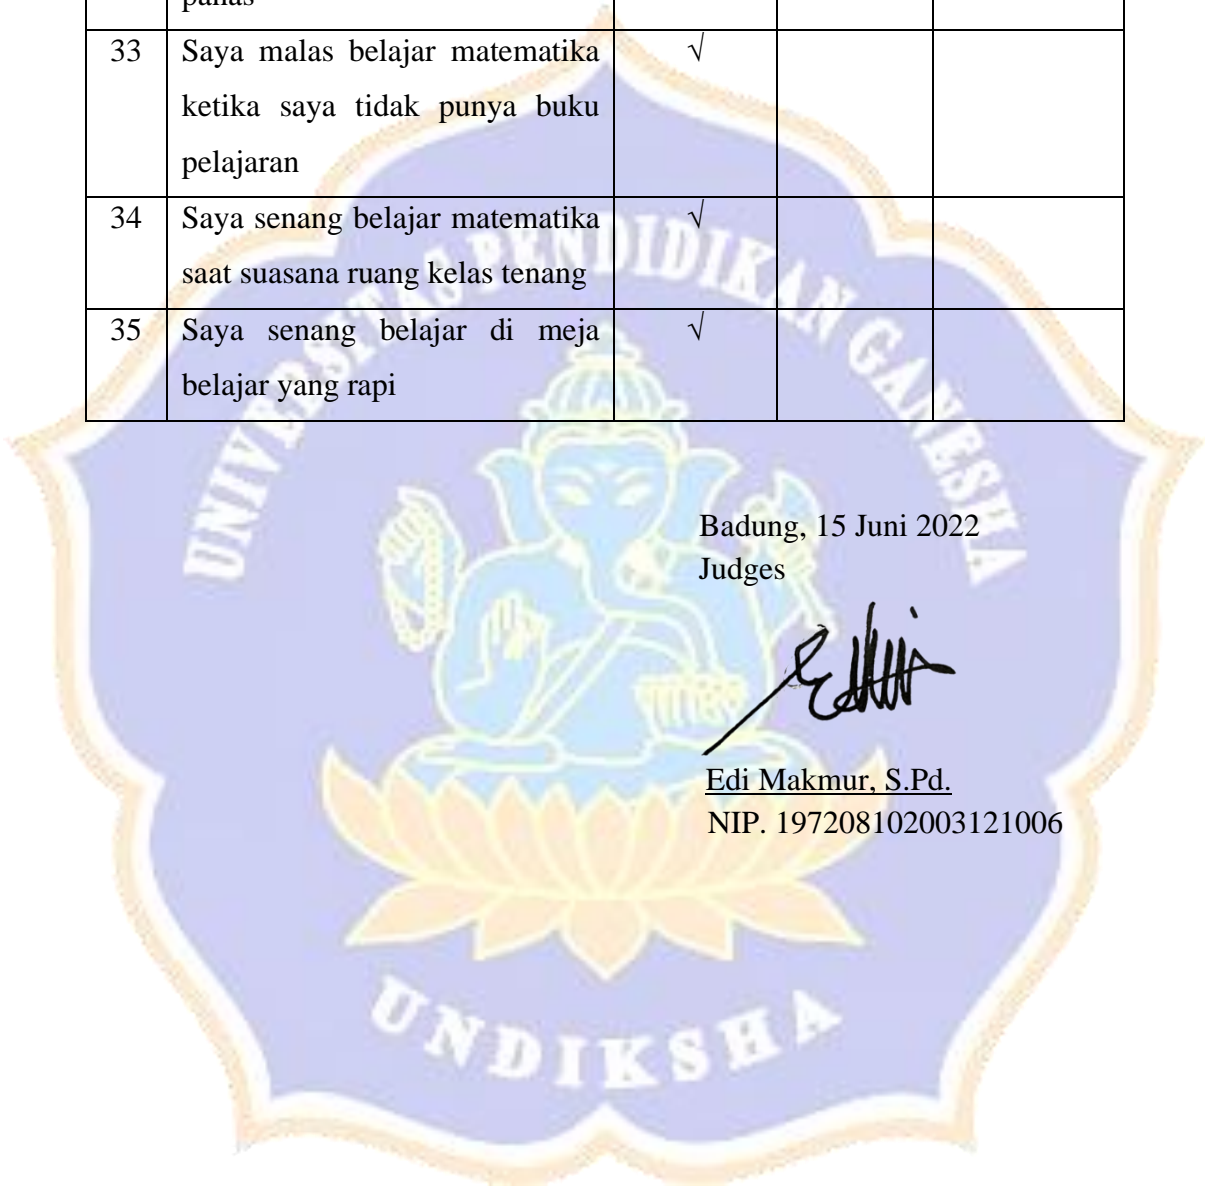 panas
33 Saya malas belajar matematika √
ketika saya tidak punya buku
pelajaran
34 Saya senang belajar matematika √
saat suasana ruang kelas tenang
35 Saya senang belajar di meja √
belajar yang rapi
UNIVERSITAS PENDIDIKAN GANESHA
Badung, 15 Juni 2022
Judges
Edi Makmur, S.Pd.
NIP. 197208102003121006
UNDIKSHA